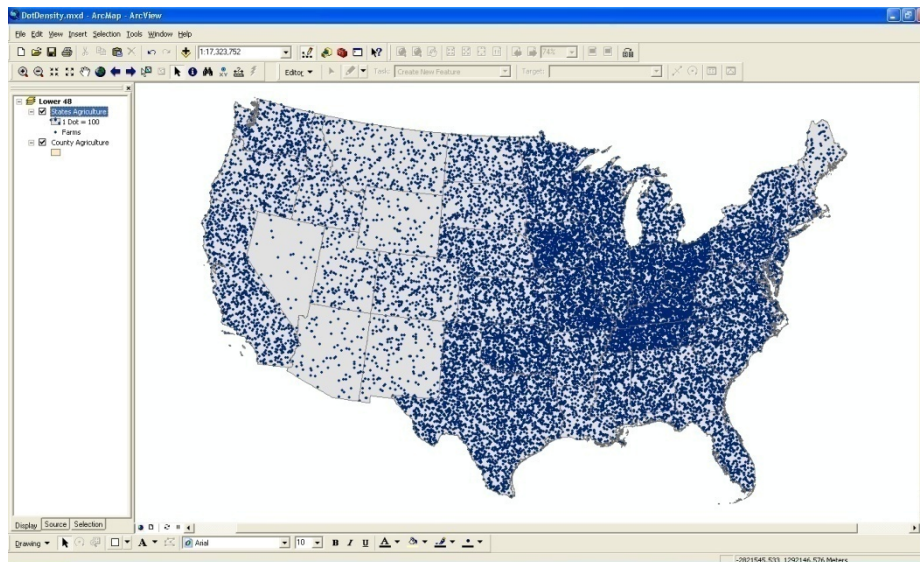 DotDensity.mxd - ArcMap - ArcView
File Edit View Insert Selection Tools Window Help
1:17,323,752 74%
Editor Task: Create New Feature Target:
Lower 48
States Agriculture
1 Dot = 100
Farms
County Agriculture
Display Source Selection
Drawing A Arial 10 B I U A
-2821545.533 1292146.576 Meters